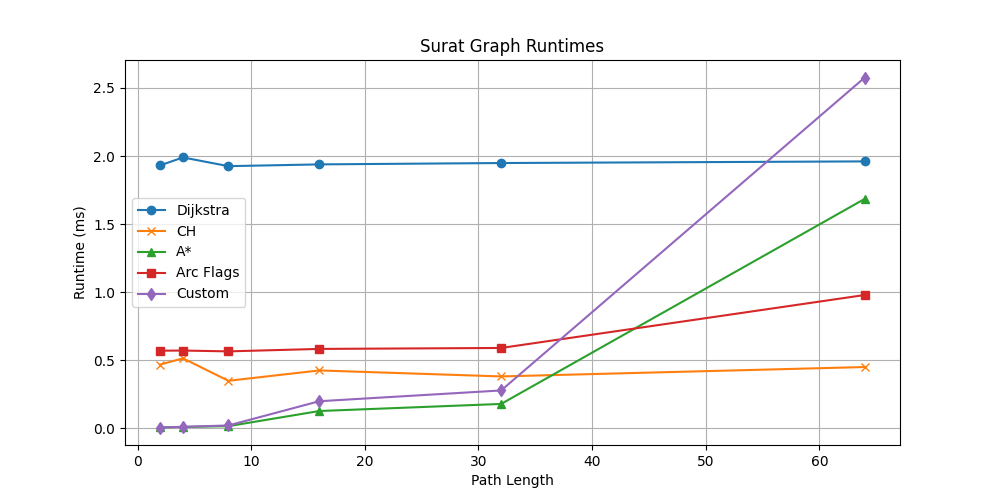 Surat Graph Runtimes
2.5
2.0
1.5
1.0
0.5
0.0
Runtime (ms)
Dijkstra
CH
A*
Arc Flags
Custom
0 10 20 30 40 50 60
Path Length